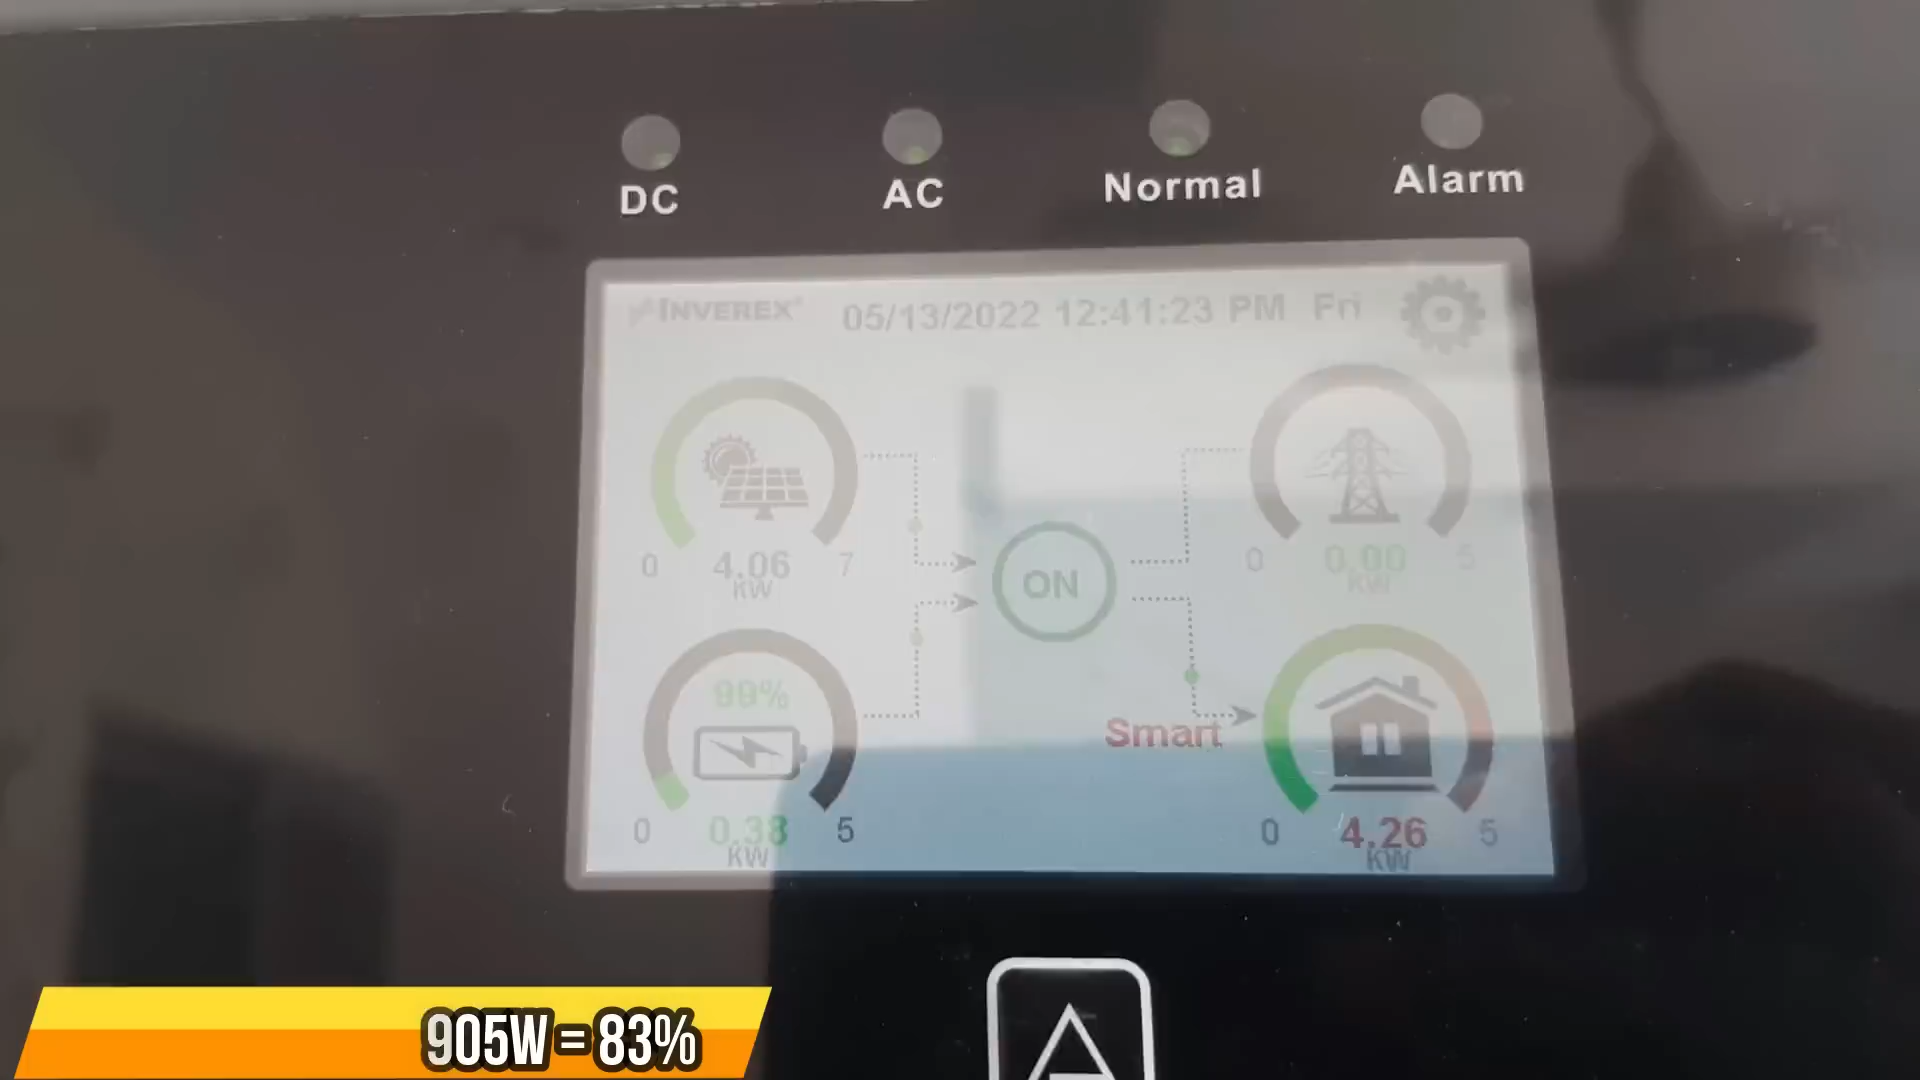 DC AC Normal Alarm
INVEREX® 05/13/2022 12:41:23 PM Fri
0 4.06 7
KW
ON
0 0.00 5
KW
99%
Smart
0 0.38 5
KW
0 4.26 5
KW
905W = 83%